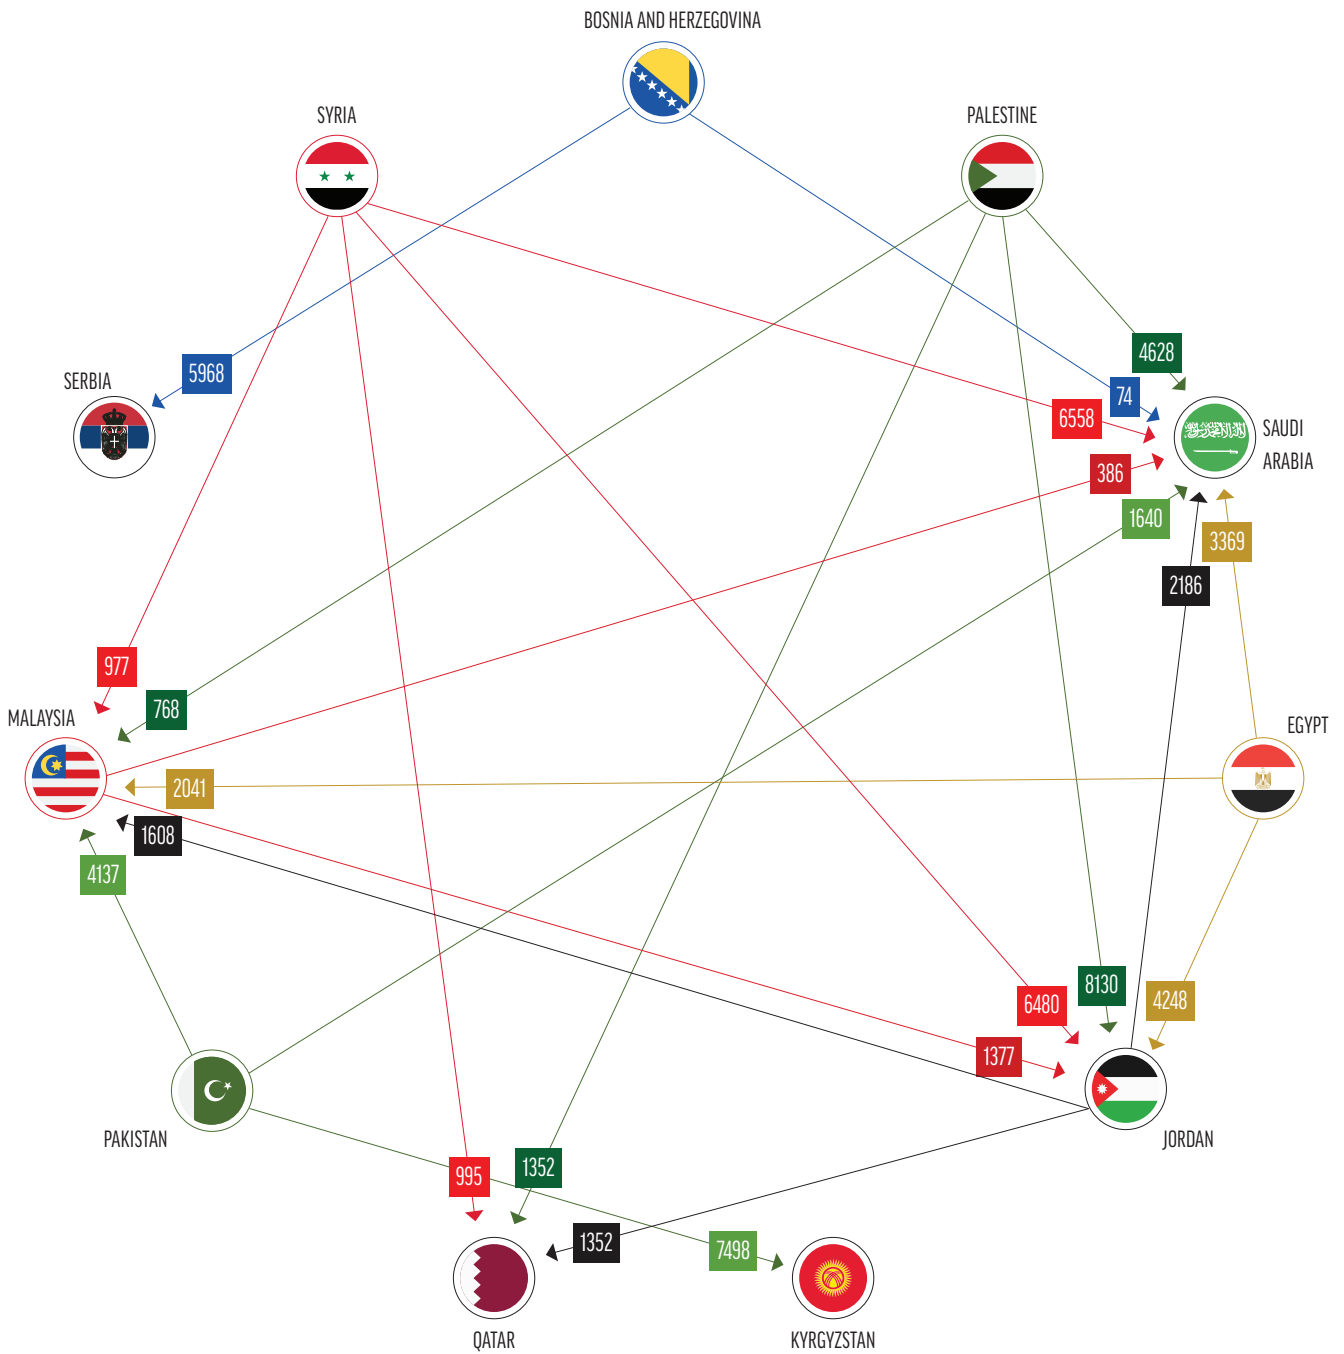 BOSNIA AND HERZEGOVINA
SYRIA
PALESTINE
4628
5968
SERBIA
74
6558
SAUDI
ARABIA
386
1640
3369
2186
977
768
MALAYSIA
EGYPT
2041
1608
4137
8130
6480
4248
1377
PAKISTAN
JORDAN
995
1352
1352
7498
QATAR
KYRGYZSTAN